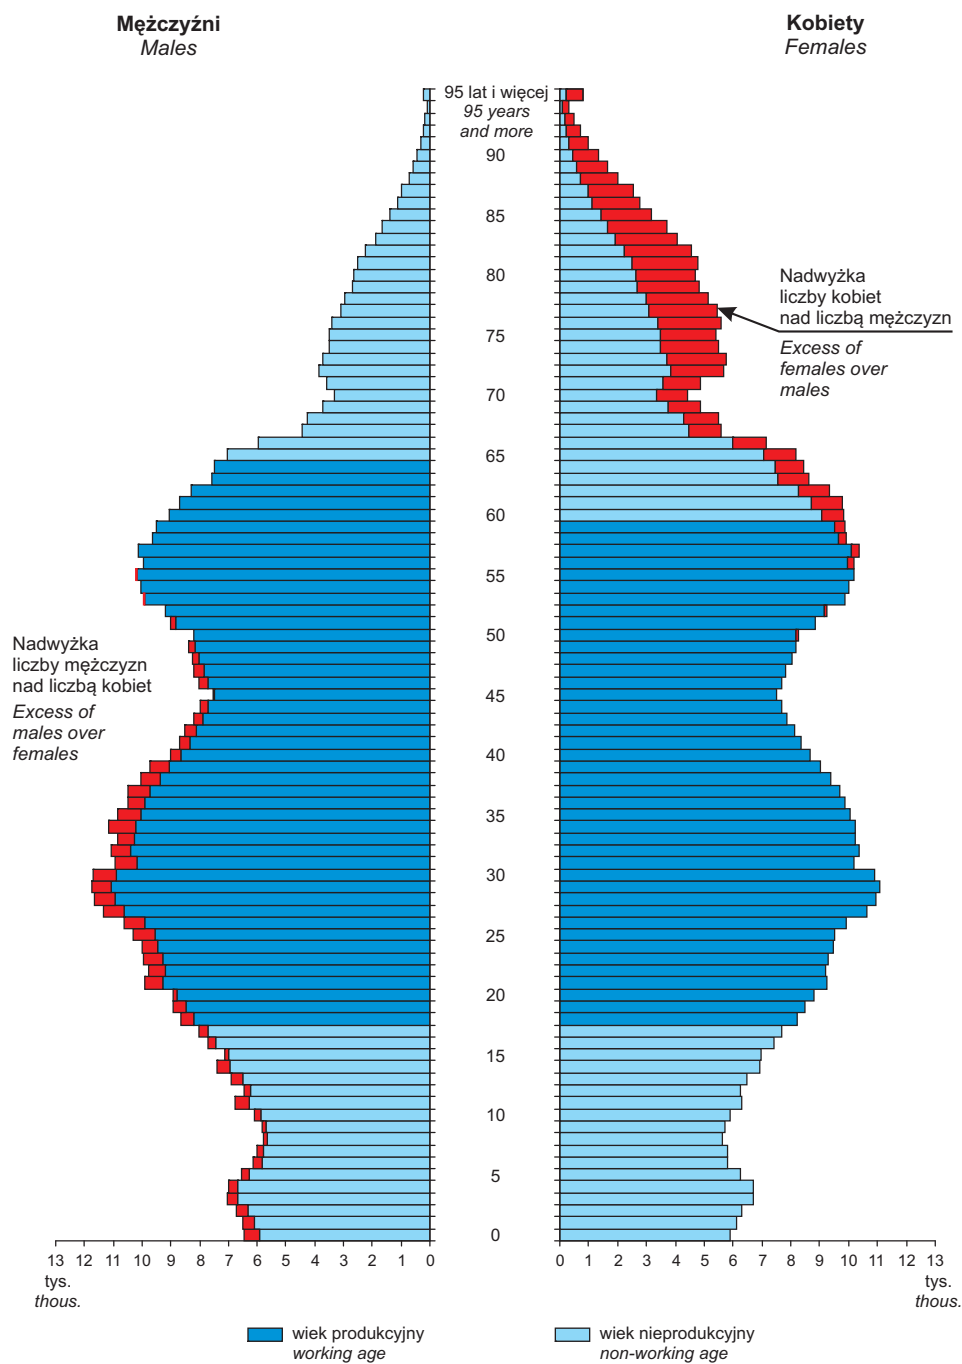 Mężczyźni
Males
Kobiety
Females
95 lat i więcej
95 years
and more
90
85
80
75
70
65
60
55
50
45
40
35
30
25
20
15
10
5
0
Nadwyżka
liczby kobiet
nad liczbą mężczyzn
Excess of
females over
males
Nadwyżka
liczby mężczyzn
nad liczbą kobiet
Excess of
males over
females
13 11 10 9 8 7 6 5 4 3 2 1 0
tys.
thous.
0 1 2 3 4 5 6 7 8 9 10 11 12 13
tys.
thous.
wiek produkcyjny
working age
wiek nieprodukcyjny
non-working age